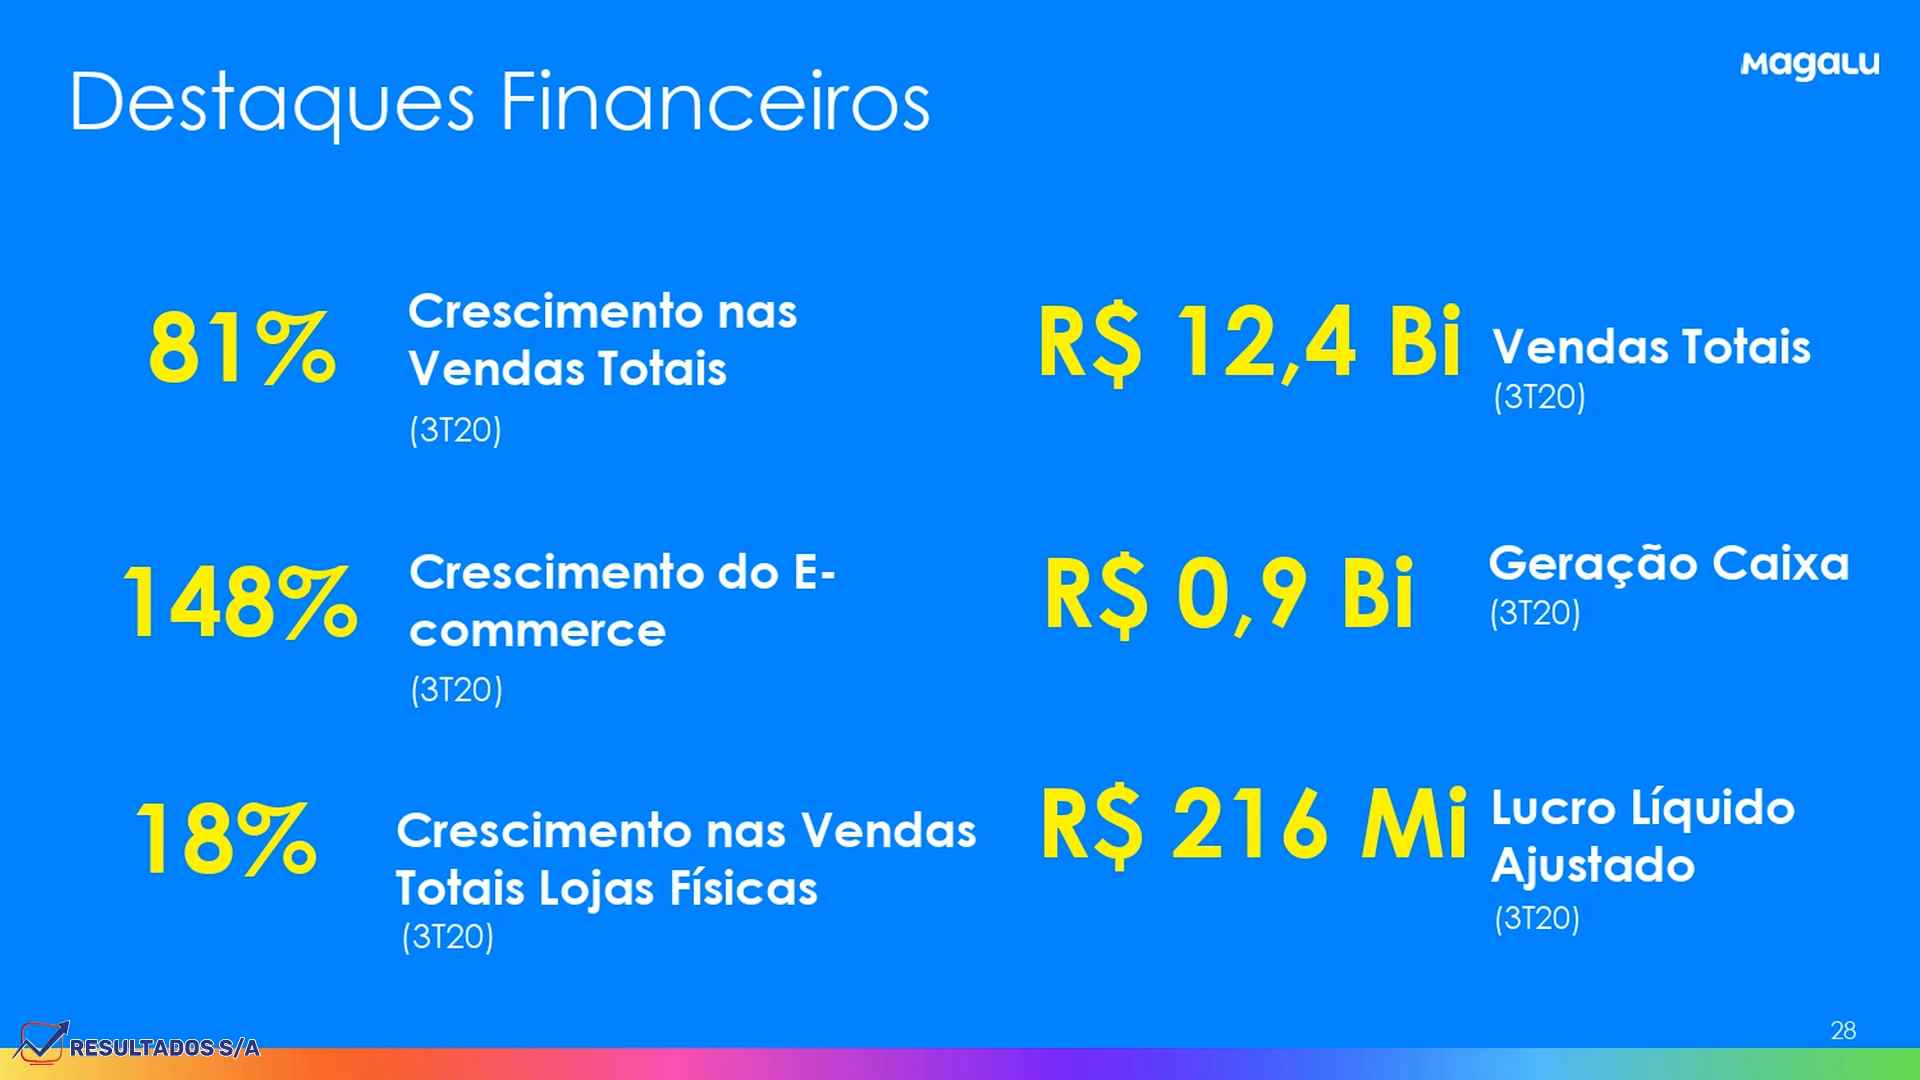 Destaques Financeiros
Magalu
81%
Crescimento nas
Vendas Totais
(3T20)
R$ 12,4 Bi
Vendas Totais
(3T20)
148%
Crescimento do E-
commerce
(3T20)
R$ 0,9 Bi
Geração Caixa
(3T20)
18%
Crescimento nas Vendas
Totais Lojas Físicas
(3T20)
R$ 216 Mi
Lucro Líquido
Ajustado
(3T20)
28
RESULTADOS S/A